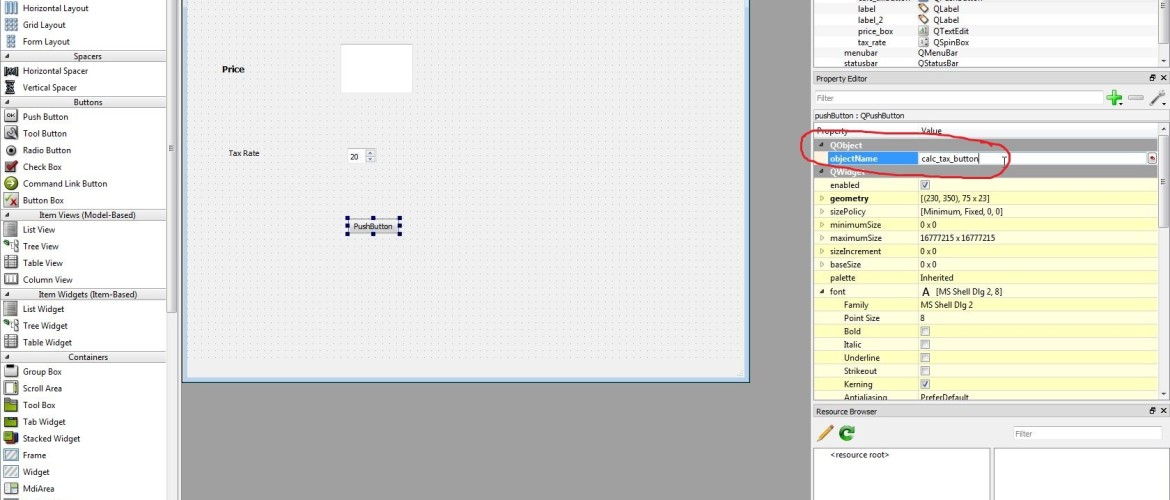 Horizontal Layout
Grid Layout
Form Layout
Spacers
Horizontal Spacer
Vertical Spacer
Buttons
Push Button
Tool Button
Radio Button
Check Box
Command Link Button
Button Box
Item Views (Model-Based)
List View
Tree View
Table View
Column View
Item Widgets (Item-Based)
List Widget
Tree Widget
Table Widget
Containers
Group Box
Scroll Area
Tool Box
Tab Widget
Stacked Widget
Frame
Widget
MdiArea
Price
Tax Rate
20
PushButton
label QLabel
label_2 QLabel
price_box QTextEdit
tax_rate QSpinBox
menubar QMenuBar
statusbar QStatusBar
Property Editor
Filter
pushButton : QPushButton
Property Value
QObject
objectName calc_tax_button
QWidget
enabled
geometry [(230, 350), 75 x 23]
sizePolicy [Minimum, Fixed, 0, 0]
minimumSize 0 x 0
maximumSize 16777215 x 16777215
sizeIncrement 0 x 0
baseSize 0 x 0
palette Inherited
font A [MS Shell Dlg 2, 8]
Family MS Shell Dlg 2
Point Size 8
Bold
Italic
Underline
Strikeout
Kerning
Antialiasing PreferDefault
Resource Browser
Filter
<resource root>